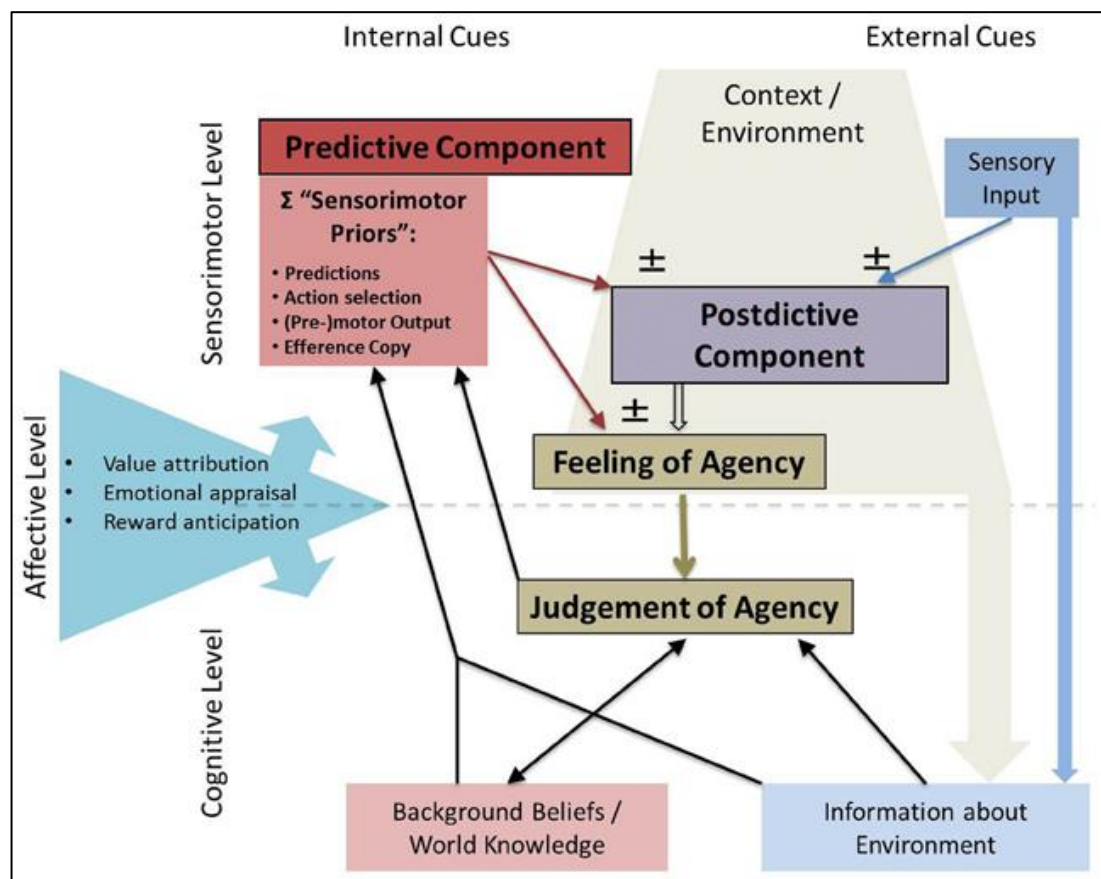 Internal Cues
External Cues
Sensorimotor Level
Affective Level
Cognitive Level
Predictive Component
Σ “Sensorimotor
Priors”:
• Predictions
• Action selection
• (Pre-)motor Output
• Efference Copy
Context /
Environment
Sensory
Input
±
±
Postdictive
Component
±
Feeling of Agency
• Value attribution
• Emotional appraisal
• Reward anticipation
Judgement of Agency
Background Beliefs /
World Knowledge
Information about
Environment